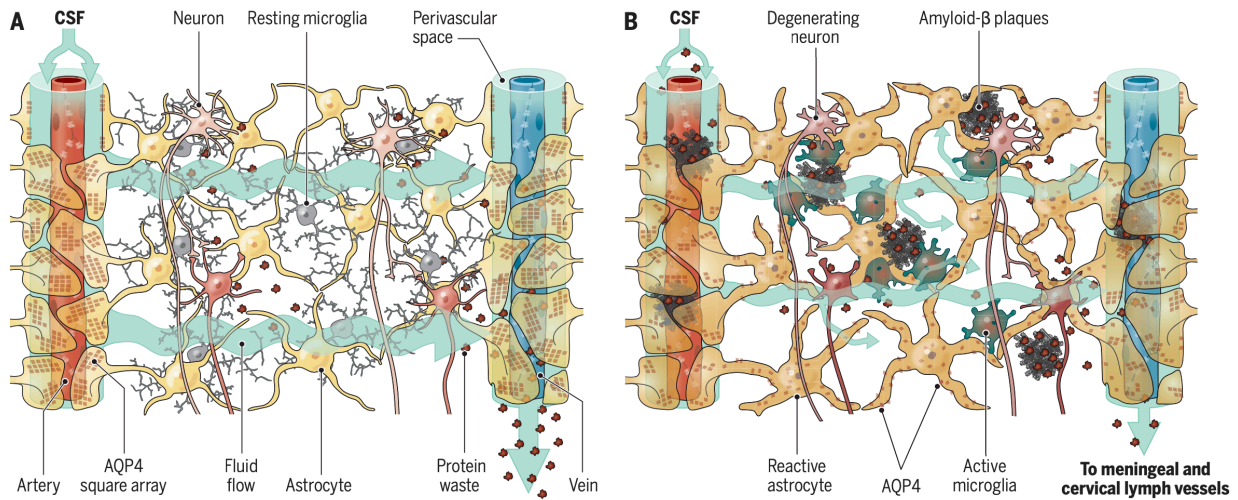 A
CSF
Neuron
Resting microglia
Perivascular
space
Artery
AQP4
square array
Fluid
flow
Astrocyte
Protein
waste
Vein
B
CSF
Degenerating
neuron
Amyloid-β plaques
Reactive
astrocyte
AQP4
Active
microglia
To meningeal and
cervical lymph vessels